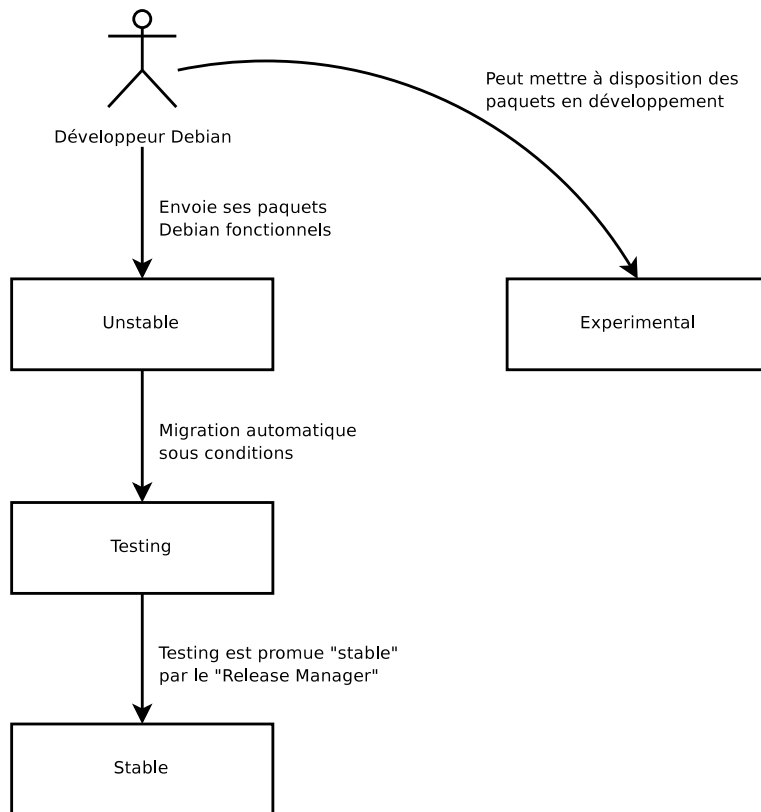 Peut mettre à disposition des
paquets en développement
Développeur Debian
Envoie ses paquets
Debian fonctionnels
Unstable
Experimental
Migration automatique
sous conditions
Testing
Testing est promue "stable"
par le "Release Manager"
Stable